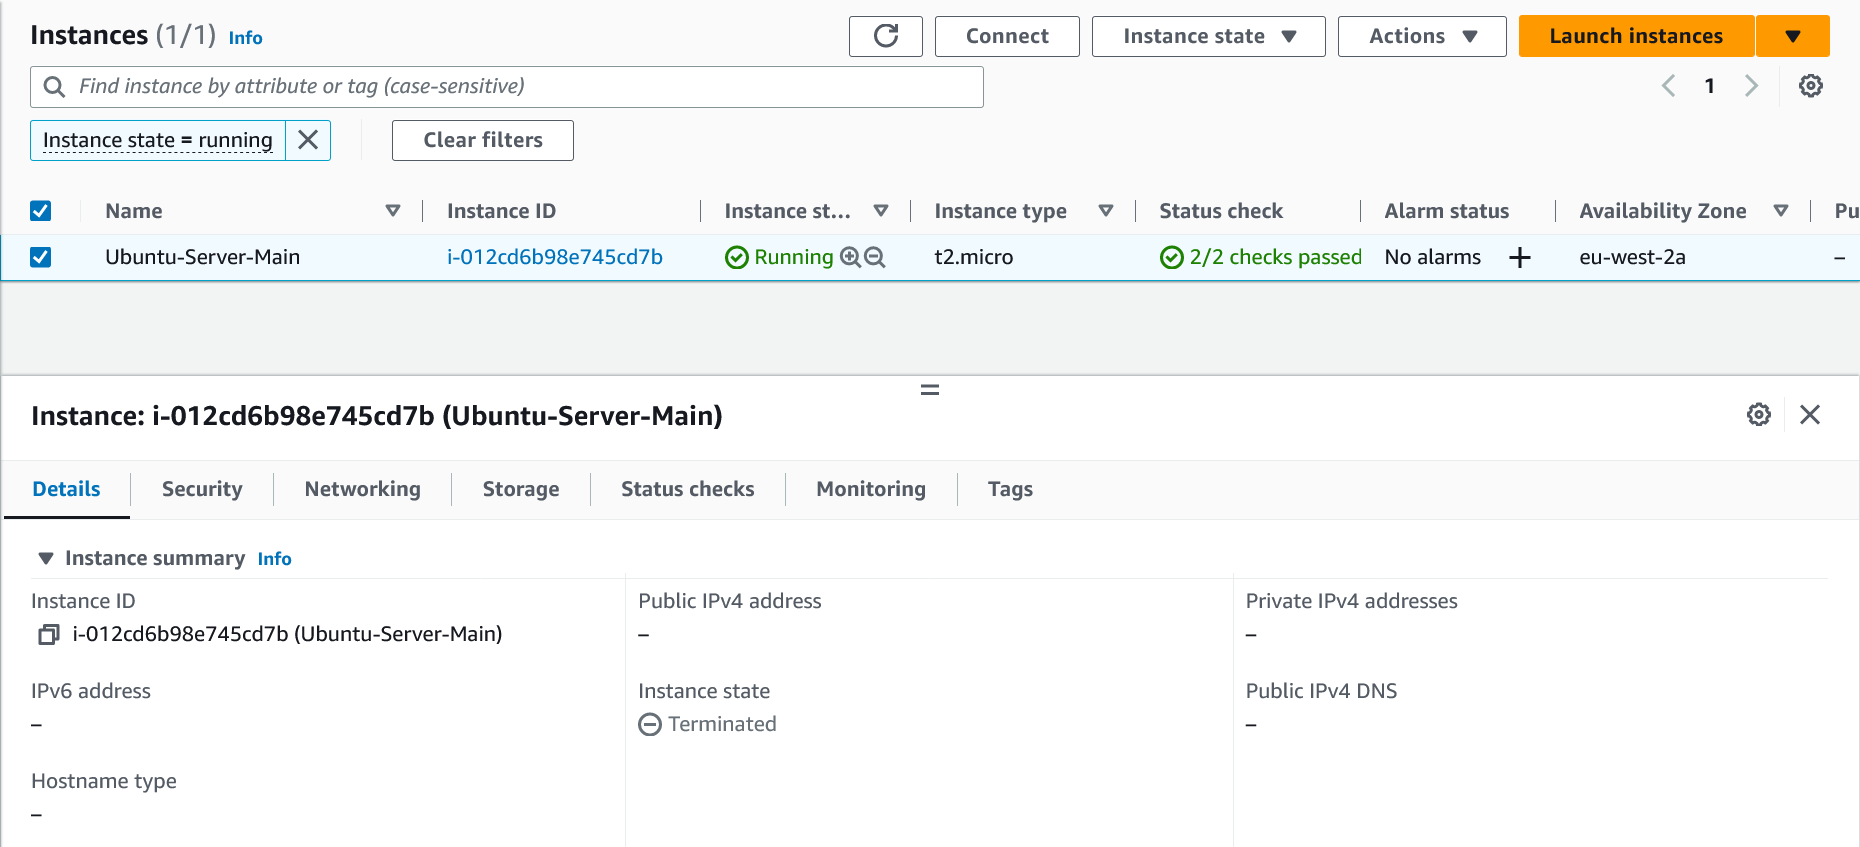 Instances (1/1) Info
Connect
Instance state
Actions
Launch instances
Find instance by attribute or tag (case-sensitive)
1
Instance state = running
Clear filters
Name Instance ID Instance st... Instance type Status check Alarm status Availability Zone Pu
Ubuntu-Server-Main i-012cd6b98e745cd7b Running t2.micro 2/2 checks passed No alarms + eu-west-2a –
Instance: i-012cd6b98e745cd7b (Ubuntu-Server-Main)
Details Security Networking Storage Status checks Monitoring Tags
Instance summary Info
Instance ID
i-012cd6b98e745cd7b (Ubuntu-Server-Main)
Public IPv4 address
–
Private IPv4 addresses
–
IPv6 address
–
Instance state
Terminated
Public IPv4 DNS
–
Hostname type
–